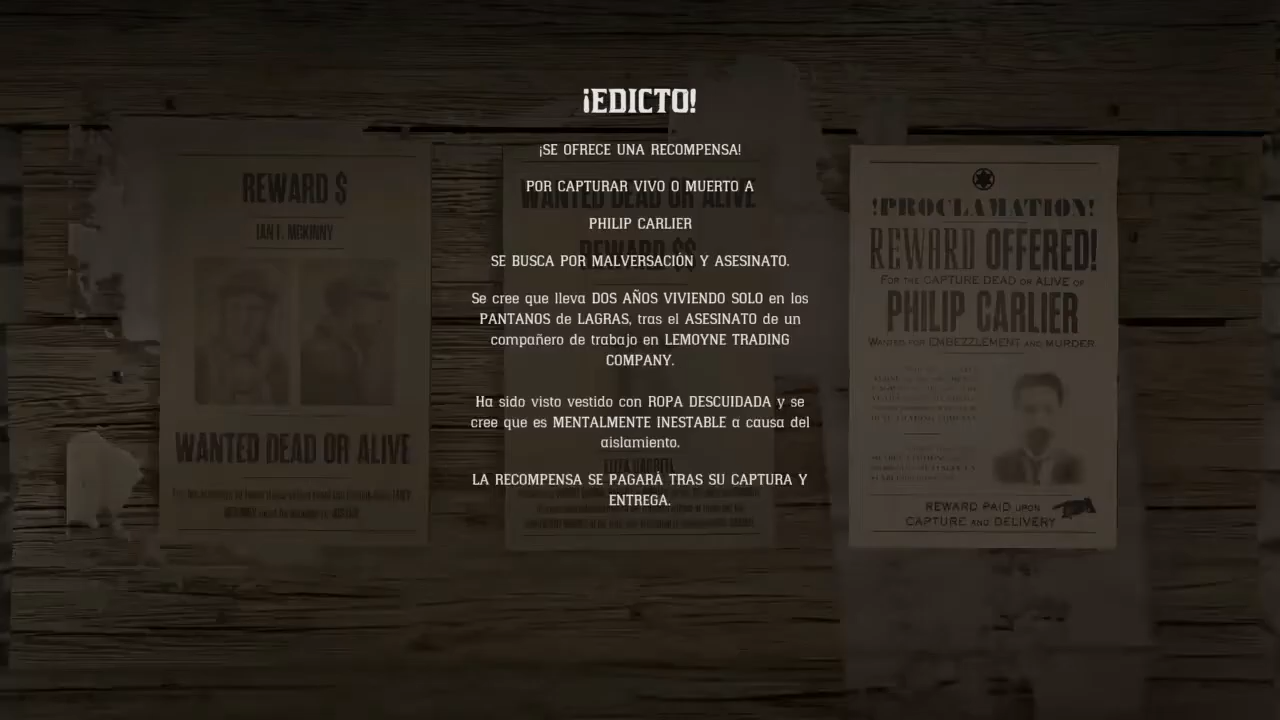 ¡EDICTO!
¡SE OFRECE UNA RECOMPENSA!
POR CAPTURAR VIVO O MUERTO A
PHILIP CARLIER
SE BUSCA POR MALVERSACIÓN Y ASESINATO.
Se cree que lleva DOS AÑOS VIVIENDO SOLO en los
PANTANOS de LAGRAS, tras el ASESINATO de un
compañero de trabajo en LEMOYNE TRADING
COMPANY.
Ha sido visto vestido con ROPA DESCUIDADA y se
cree que es MENTALMENTE INESTABLE a causa del
aislamiento.
LA RECOMPENSA SE PAGARÁ TRAS SU CAPTURA Y
ENTREGA.
REWARD $
IAN F. MCKINNY
WANTED DEAD OR ALIVE
WANTED DEAD OR ALIVE
REWARD $$
!PROCLAMATION!
REWARD OFFERED!
FOR THE CAPTURE DEAD OR ALIVE OF
PHILIP CARLIER
WANTED FOR EMBEZZLEMENT AND MURDER
REWARD PAID UPON
CAPTURE AND DELIVERY